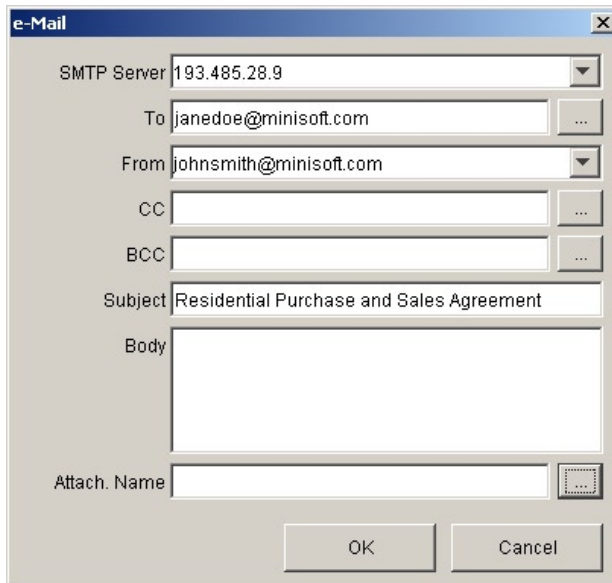 e-Mail
SMTP Server 193.485.28.9
To janedoe@minisoft.com ...
From johnsmith@minisoft.com
CC ...
BCC ...
Subject Residential Purchase and Sales Agreement
Body
Attach. Name ...
OK Cancel